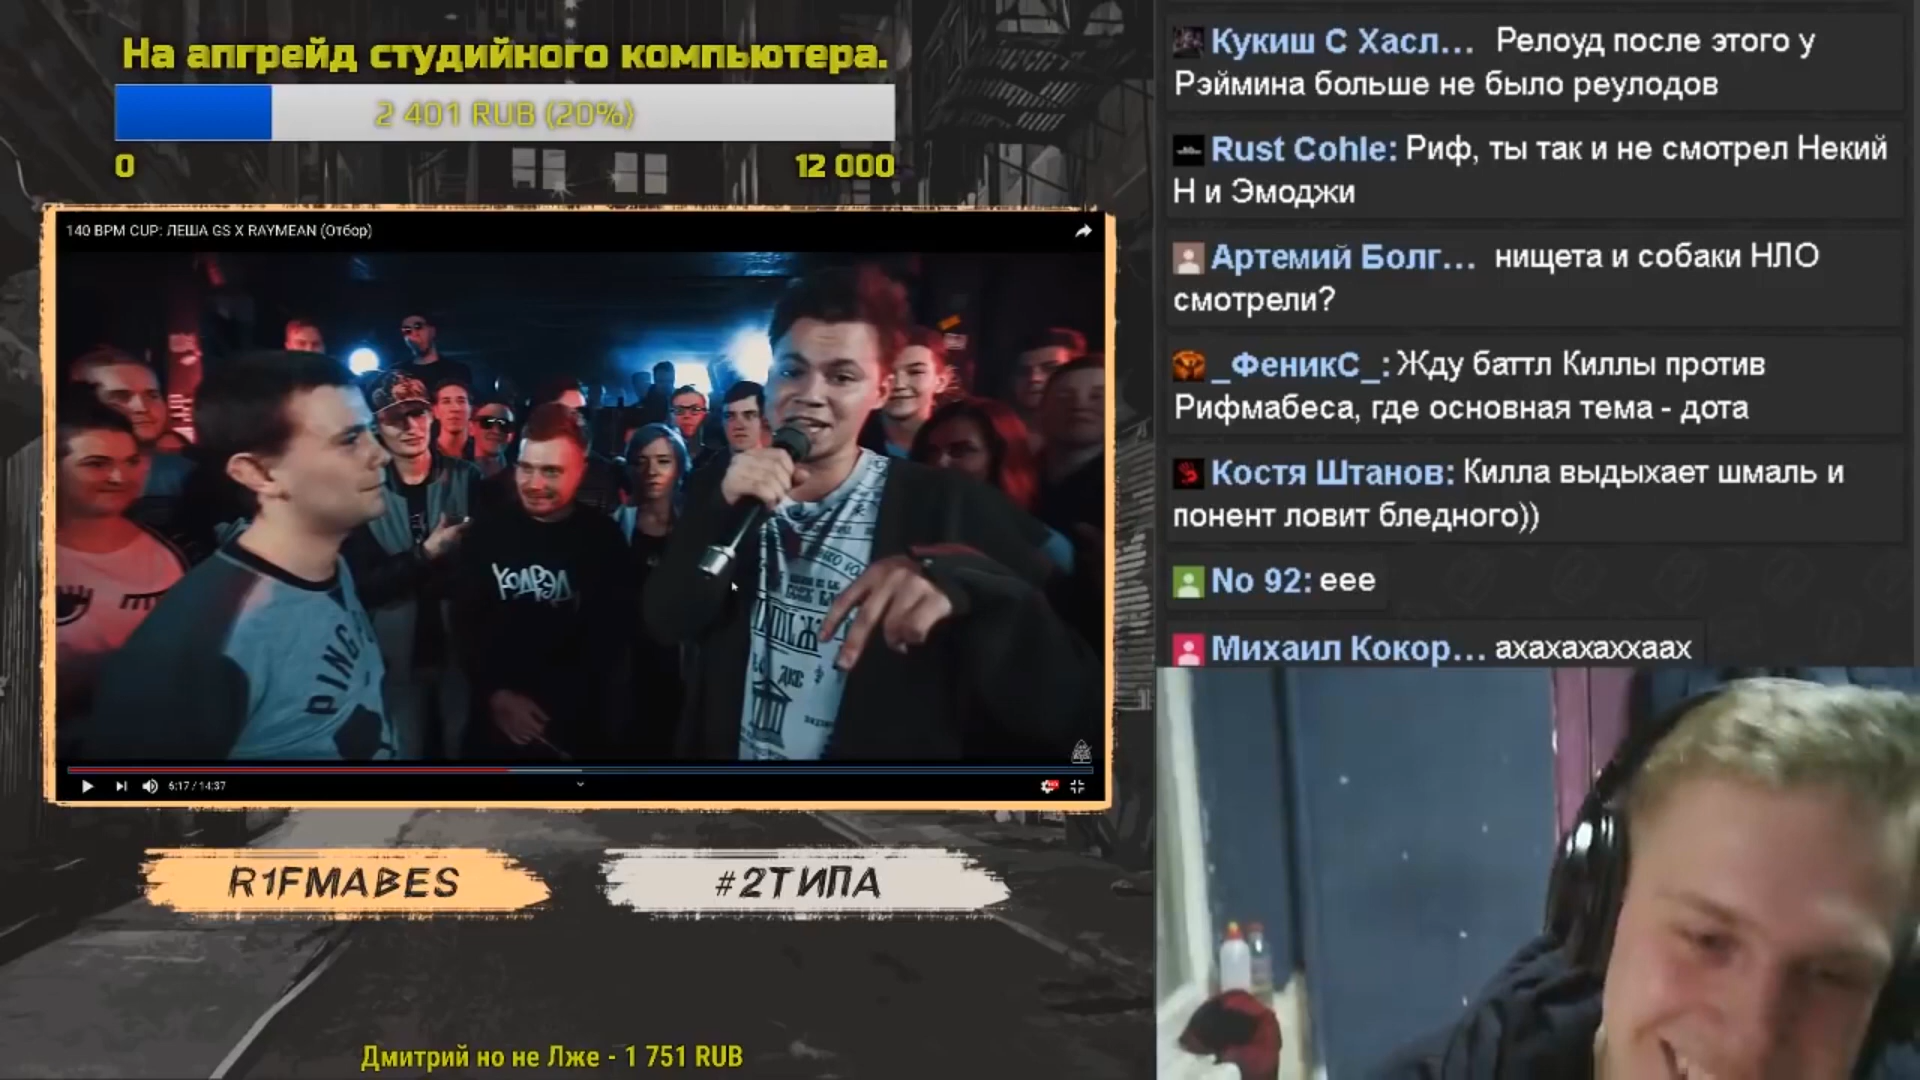 На апгрейд студийного компьютера.
2 401 RUB (20%)
0
12 000
140 BPM CUP: ЛЕША GS X RAYMEAN (Отбор)
КОДРЭД
PING
6:17 / 14:37
R1FMABES
#2ТИПА
Дмитрий но не Лже - 1 751 RUB
Кукиш С Хасл… Релоуд после этого у
Рэймина больше не было реулодов
Rust Cohle: Риф, ты так и не смотрел Некий
Н и Эмоджи
Артемий Болг… нищета и собаки НЛО
смотрели?
_ФениkС_: Жду баттл Киллы против
Рифмабеса, где основная тема - дота
Костя Штанов: Килла выдыхает шмаль и
понент ловит бледного))
No 92: еее
Михаил Кокор… ахахахаххаах